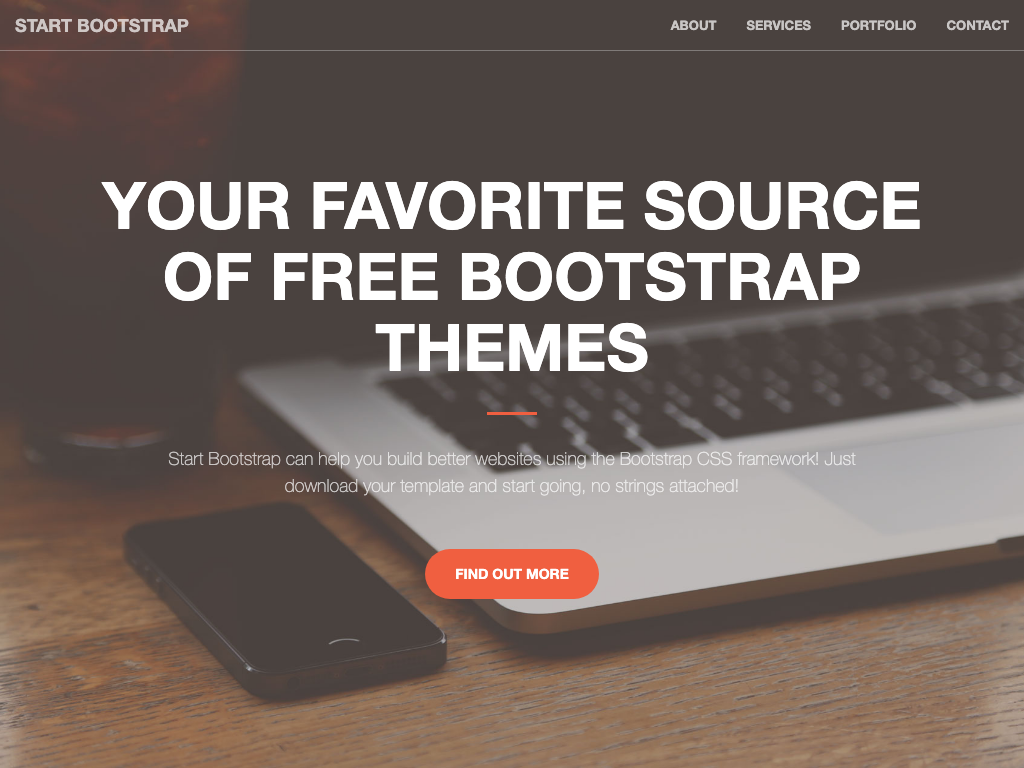 START BOOTSTRAP
ABOUT
SERVICES
PORTFOLIO
CONTACT
YOUR FAVORITE SOURCE
OF FREE BOOTSTRAP
THEMES
Start Bootstrap can help you build better websites using the Bootstrap CSS framework! Just
download your template and start going, no strings attached!
FIND OUT MORE